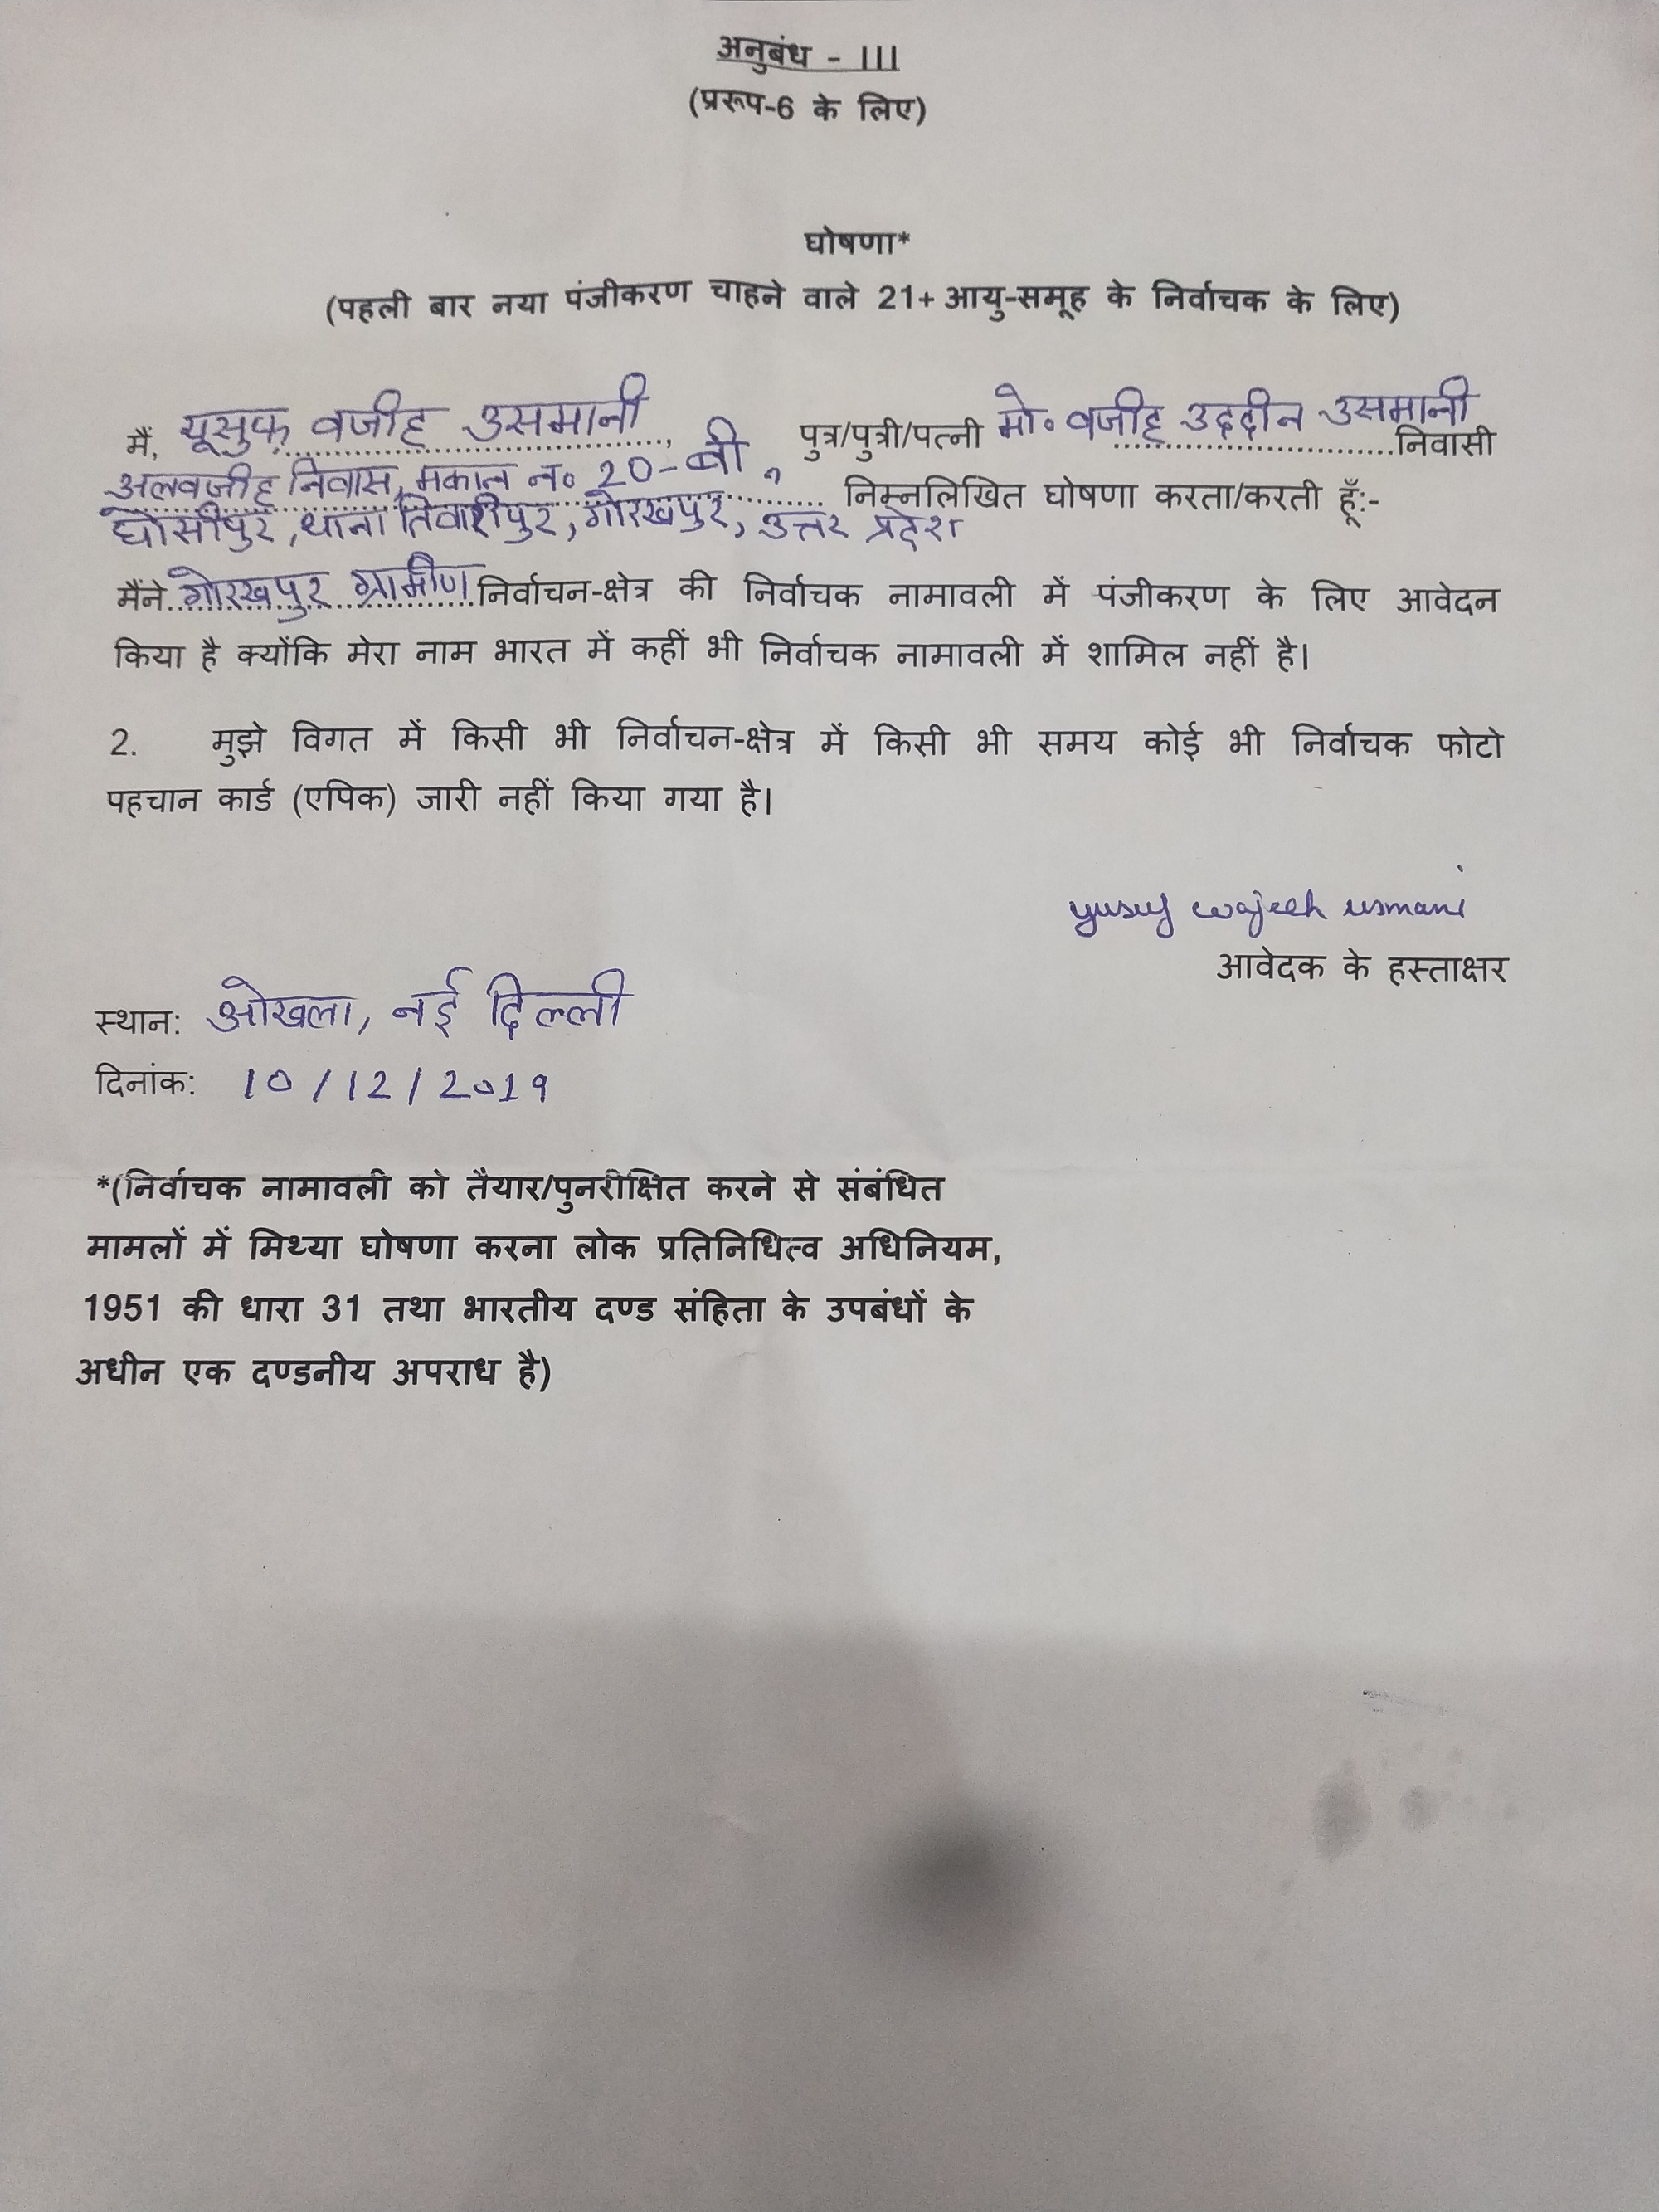 अनुबंध - III
(प्ररूप-6 के लिए)
घोषणा*
(पहली बार नया पंजीकरण चाहने वाले 21+ आयु-समूह के निर्वाचक के लिए)
मैं, यूसुफ़ वजीह उसमानी, पुत्र/पुत्री/पत्नी मो० वजीह उददीन उसमानी निवासी
अलवजीह निवास, मकान न० 20-बी, निम्नलिखित घोषणा करता/करती हूँ:-
घोसीपुर, थाना तिवारीपुर, गोरखपुर, उत्तर प्रदेश
मैंने गोरखपुर ग्रामीण निर्वाचन-क्षेत्र की निर्वाचक नामावली में पंजीकरण के लिए आवेदन
किया है क्योंकि मेरा नाम भारत में कहीं भी निर्वाचक नामावली में शामिल नहीं है।
2. मुझे विगत में किसी भी निर्वाचन-क्षेत्र में किसी भी समय कोई भी निर्वाचक फोटो
पहचान कार्ड (एपिक) जारी नहीं किया गया है।
yusuf wajeeh usmani
आवेदक के हस्ताक्षर
स्थान: ओखला, नई दिल्ली
दिनांक: 10/12/2019
*(निर्वाचक नामावली को तैयार/पुनरीक्षित करने से संबंधित
मामलों में मिथ्या घोषणा करना लोक प्रतिनिधित्व अधिनियम,
1951 की धारा 31 तथा भारतीय दण्ड संहिता के उपबंधों के
अधीन एक दण्डनीय अपराध है)